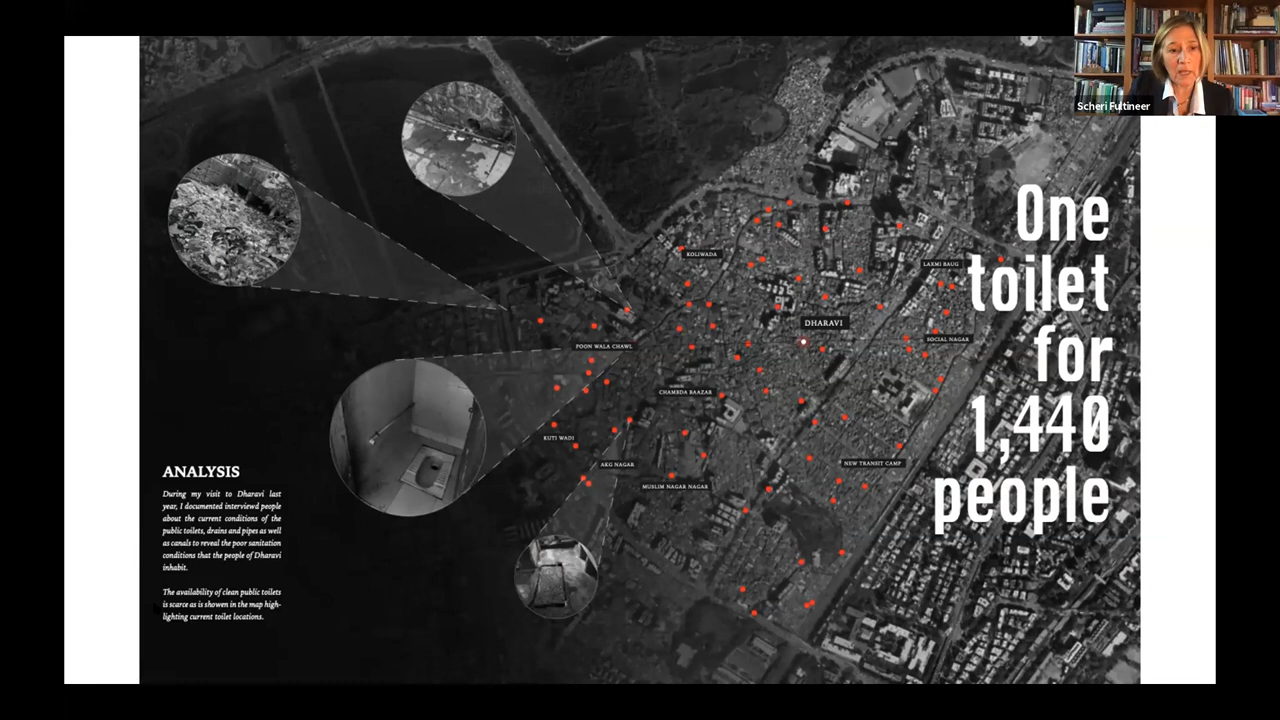 Scheri Fultineer
One
toilet
for
1,440
people
KOLIWADA
LAXMI BAUG
DHARAVI
SOCIAL NAGAR
POON WALA CHAWL
CHAMBDA BAAZAR
KUTI WADI
AKG NAGAR
NEW TRANSIT CAMP
MUSLIM NAGAR NAGAR
ANALYSIS
During my visit to Dharavi last
year, I documented interviewd people
about the current conditions of the
public toilets, drains and pipes as well
as canals to reveal the poor sanitation
conditions that the people of Dharavi
inhabit.
The availability of clean public toilets
is scarce as is showen in the map high-
lighting current toilet locations.